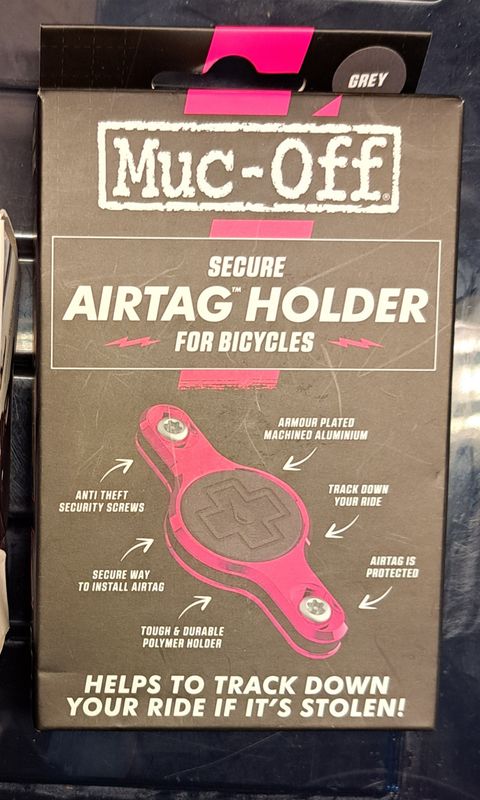 GREY
MUC-OFF®
SECURE
AIRTAG™ HOLDER
FOR BICYCLES
ARMOUR PLATED
MACHINED ALUMINIUM
ANTI THEFT
SECURITY SCREWS
TRACK DOWN
YOUR RIDE
SECURE WAY
TO INSTALL AIRTAG
AIRTAG IS
PROTECTED
TOUGH & DURABLE
POLYMER HOLDER
HELPS TO TRACK DOWN
YOUR RIDE IF IT'S STOLEN!